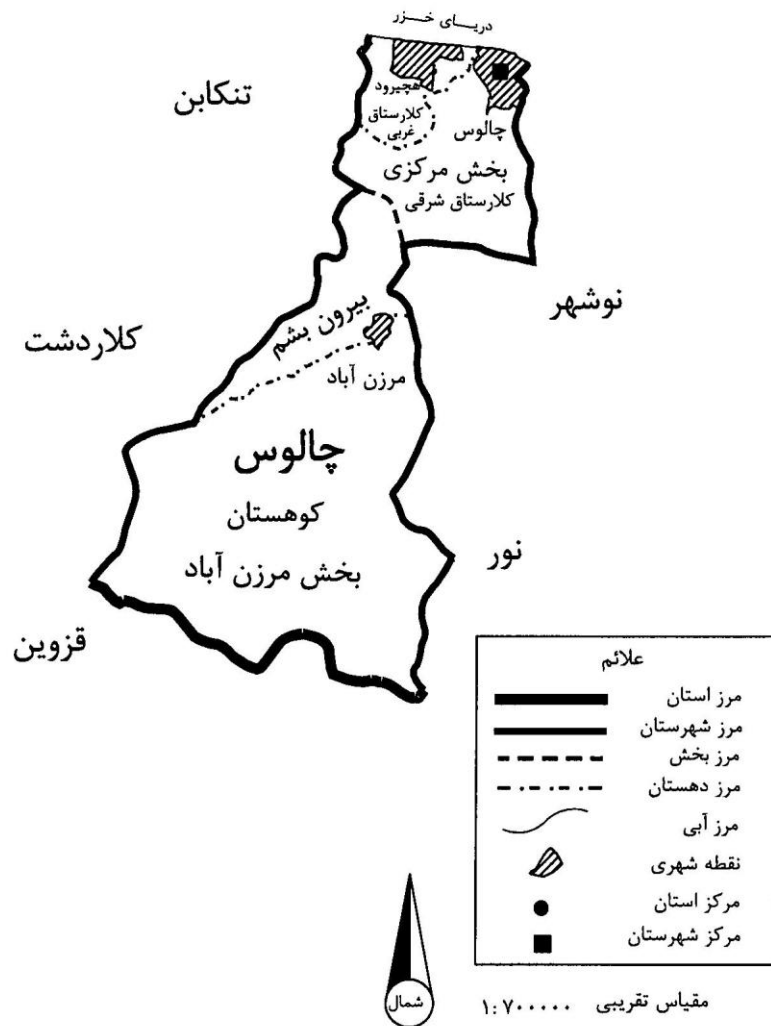 دریـای خـزر
تنکابن
هچیرود
کلارستاق
غربی
چالوس
بخش مرکزی
کلارستاق شرقی
نوشهر
کلاردشت
بیرون بشم
مرزن آباد
چالوس
کوهستان
بخش مرزن آباد
نور
قزوین
علائم
مرز استان
مرز شهرستان
مرز بخش
مرز دهستان
مرز آبی
نقطه شهری
مرکز استان
مرکز شهرستان
شمال
مقیاس تقریبی ۱:۷۰۰۰۰۰